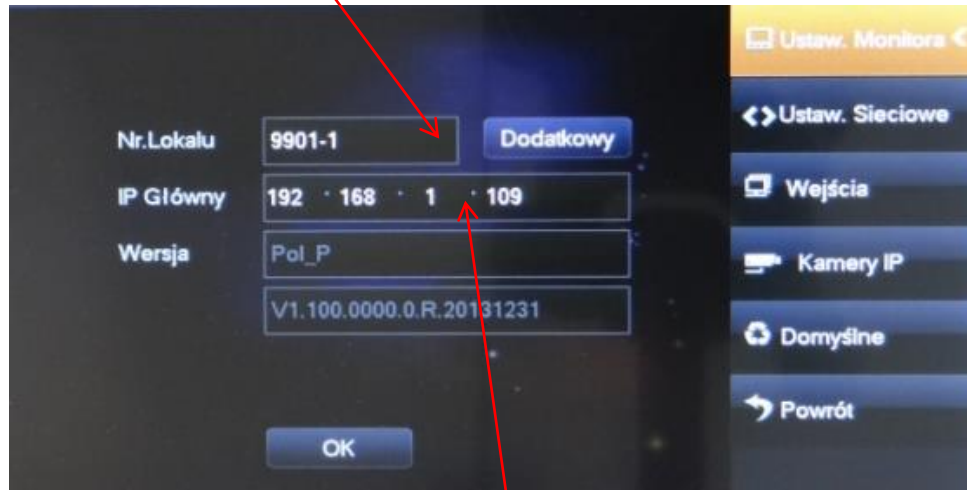 Nr.Lokalu 9901-1 Dodatkowy
IP Główny 192 · 168 · 1 · 109
Wersja Pol_P
V1.100.0000.0.R.20131231
OK
Ustaw. Monitora
Ustaw. Sieciowe
Wejścia
Kamery IP
Domyślne
Powrót